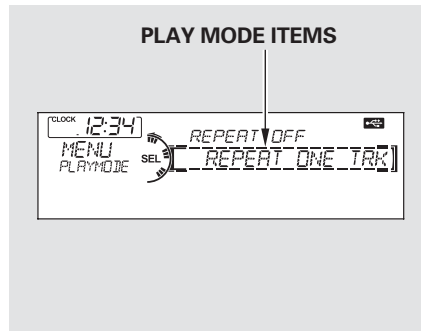 PLAY MODE ITEMS
CLOCK 12:34
REPEAT OFF
MENU
PLAYMODE
SEL
REPEAT ONE TRK